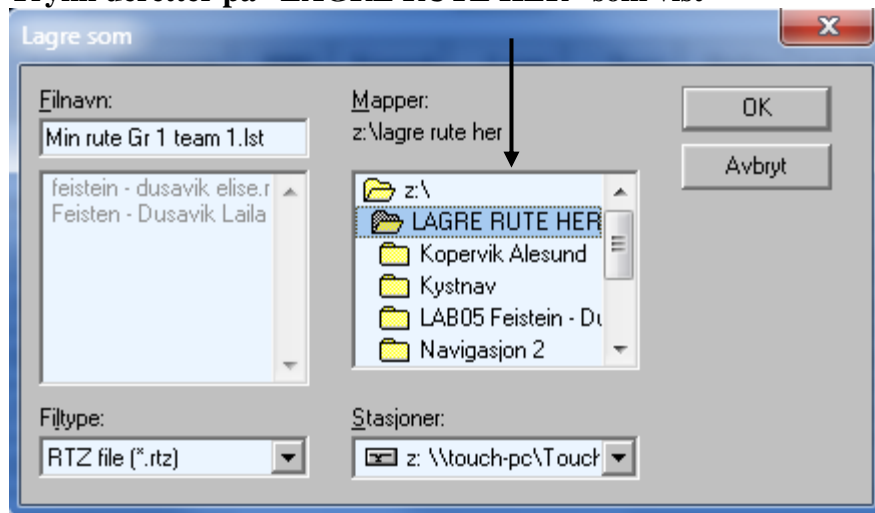 Lagre som
Filnavn:
Min rute Gr 1 team 1.lst
feistein - dusavik elise.r
Feisten - Dusavik Laila
Filtype:
RTZ file (*.rtz)
Mapper:
z:\lagre rute her
z:\
LAGRE RUTE HER
Kopervik Alesund
Kystnav
LAB05 Feistein - Du
Navigasjon 2
Stasjoner:
z: \\touch-pc\Touch
OK
Avbryt